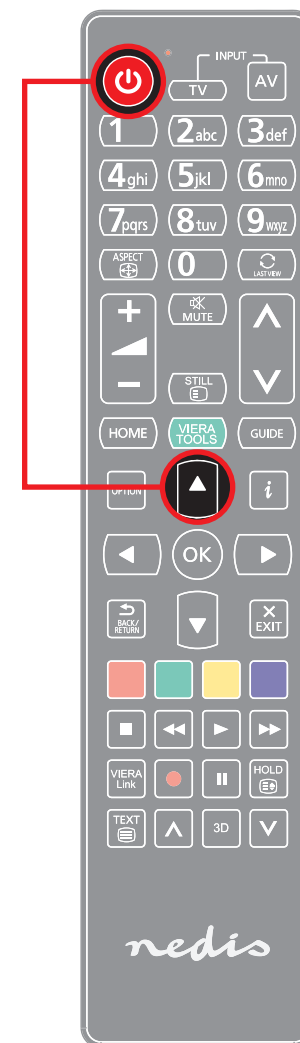 INPUT
TV AV
1 2abc 3def
4ghi 5jkl 6mno
7pqrs 8tuv 9wxyz
ASPECT 0 LAST VIEW
+ MUTE
− STILL
HOME VIERA TOOLS GUIDE
OPTION i
OK
BACK/RETURN EXIT
VIERA Link HOLD
TEXT 3D
nedis